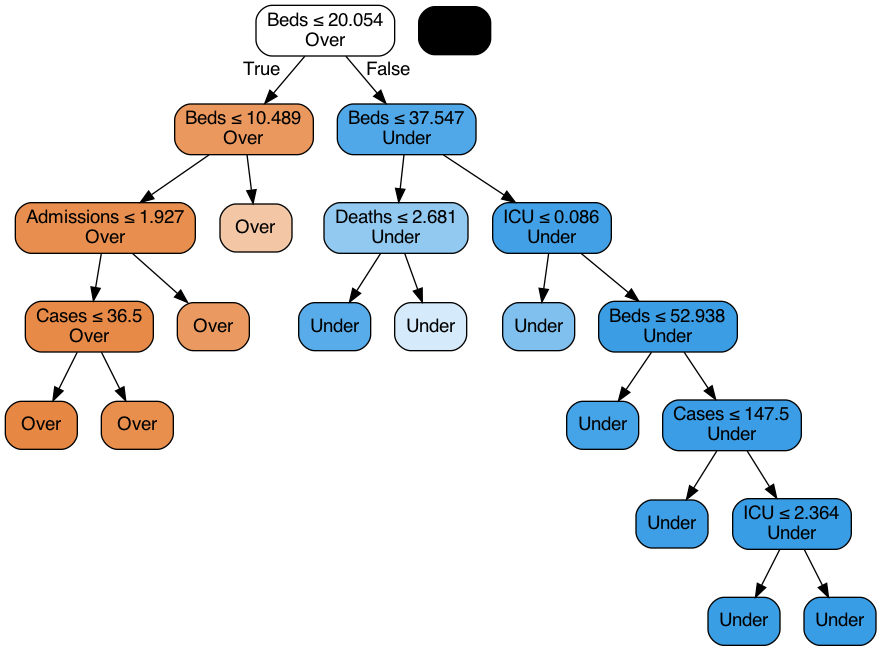 Beds ≤ 20.054
Over
True
False
Beds ≤ 10.489
Over
Beds ≤ 37.547
Under
Admissions ≤ 1.927
Over
Over
Deaths ≤ 2.681
Under
ICU ≤ 0.086
Under
Cases ≤ 36.5
Over
Over
Under
Under
Under
Beds ≤ 52.938
Under
Over
Over
Under
Cases ≤ 147.5
Under
Under
ICU ≤ 2.364
Under
Under
Under